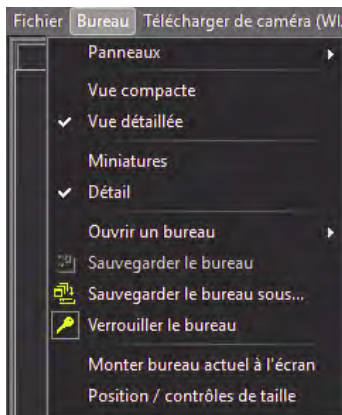 Fichier Bureau Télécharger de caméra
Panneaux
Vue compacte
Vue détaillée
Miniatures
Détail
Ouvrir un bureau
Sauvegarder le bureau
Sauvegarder le bureau sous...
Verrouiller le bureau
Monter bureau actuel à l'écran
Position / contrôles de taille